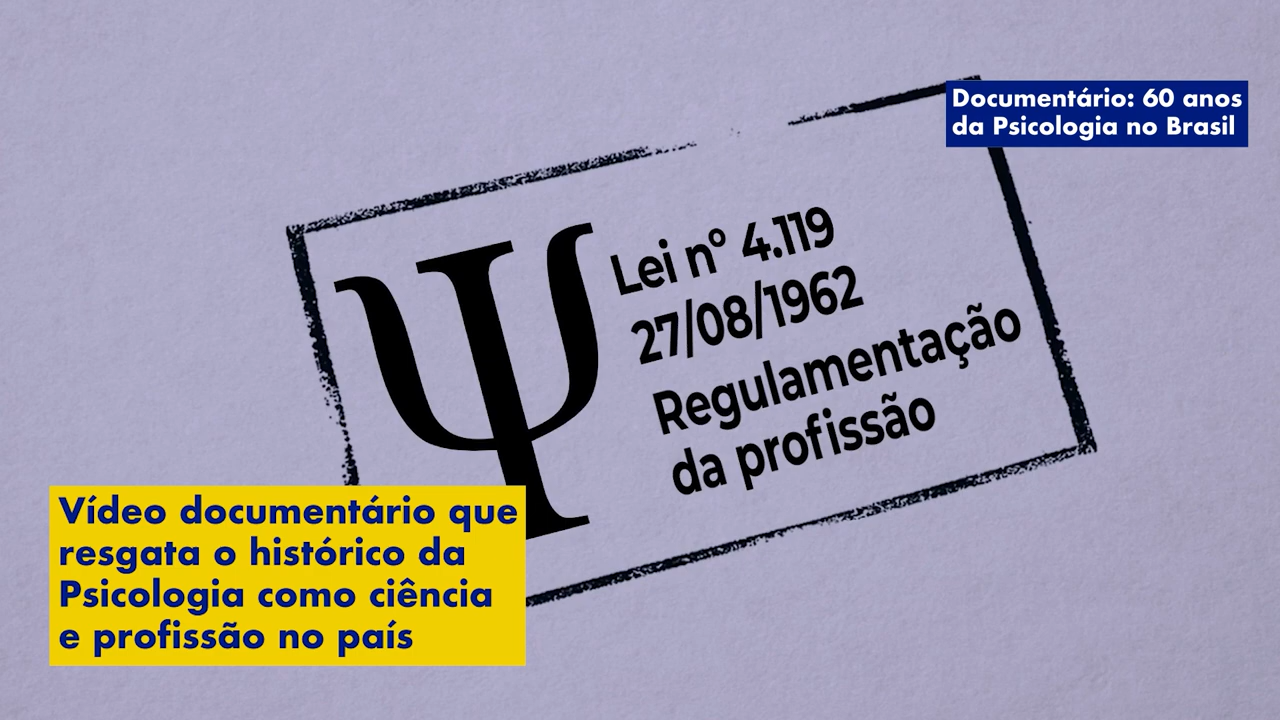 Documentário: 60 anos
da Psicologia no Brasil
Ψ
Lei nº 4.119
27/08/1962
Regulamentação
da profissão
Vídeo documentário que
resgata o histórico da
Psicologia como ciência
e profissão no país